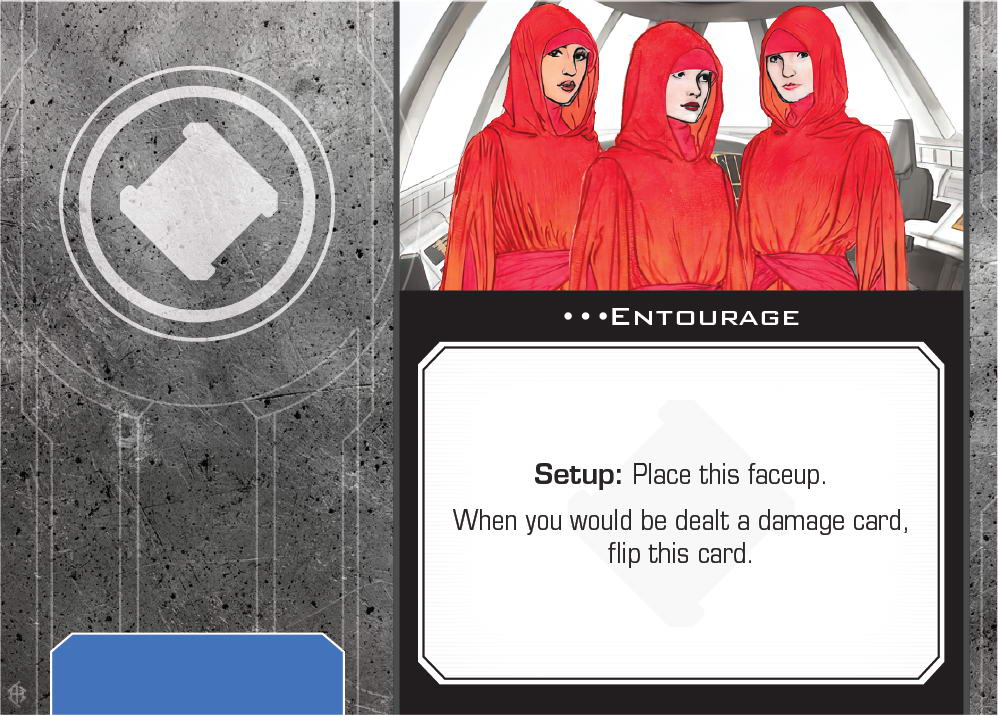 •••Entourage
Setup: Place this faceup.
When you would be dealt a damage card,
flip this card.